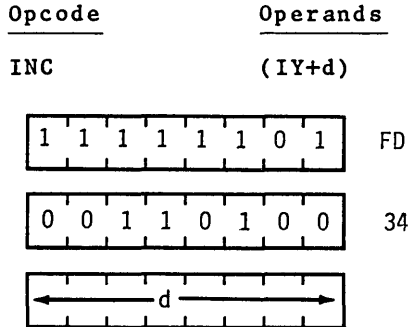 Opcode Operands
INC (IY+d)
1 1 1 1 1 1 0 1 FD
0 0 1 1 0 1 0 0 34
d